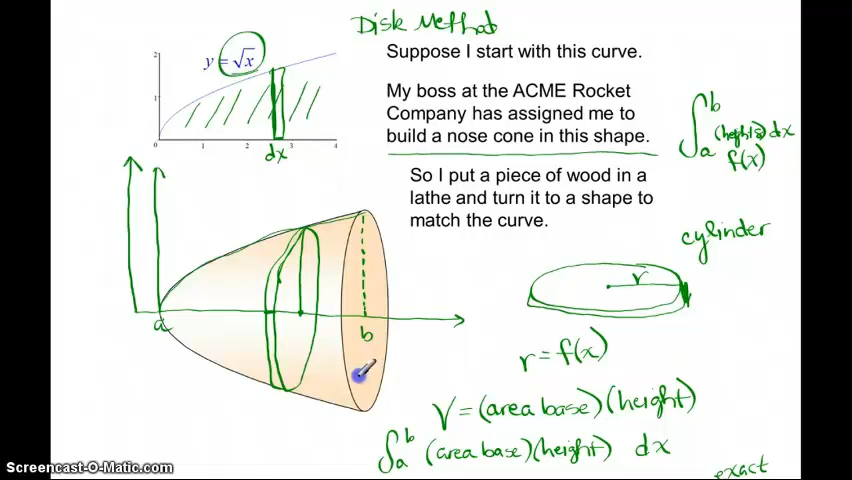 Disk Method
y = √x
2
1
0
1
2
3
4
dx
Suppose I start with this curve.
My boss at the ACME Rocket
Company has assigned me to
build a nose cone in this shape.
So I put a piece of wood in a
lathe and turn it to a shape to
match the curve.
∫ₐᵇ (heights) dx
f(x)
cylinder
r
a
b
r = f(x)
V = (area base)(height)
∫ₐᵇ (area base)(height) dx
exact
Screencast-O-Matic.com